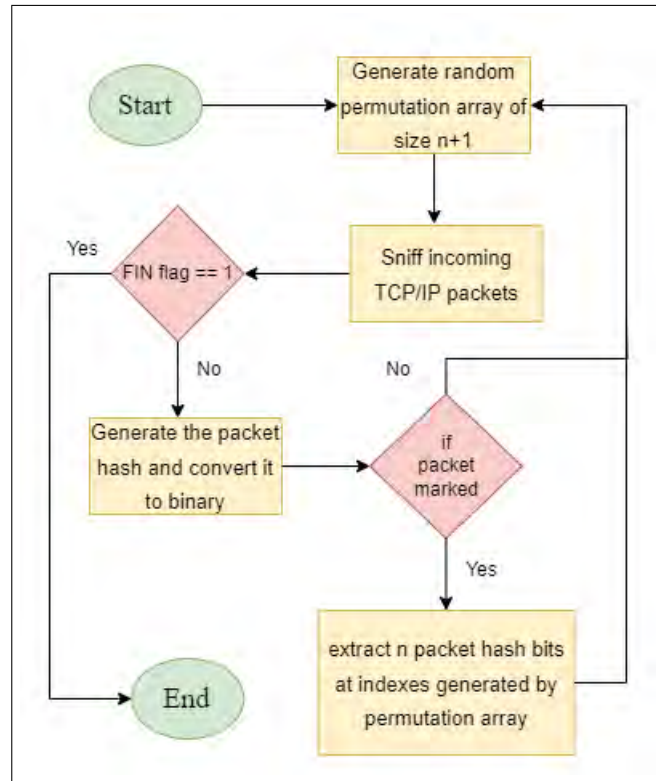 Start
Generate random
permutation array of
size n+1
Sniff incoming
TCP/IP packets
FIN flag == 1
Yes
No
Generate the packet
hash and convert it
to binary
if
packet
marked
No
Yes
extract n packet hash bits
at indexes generated by
permutation array
End